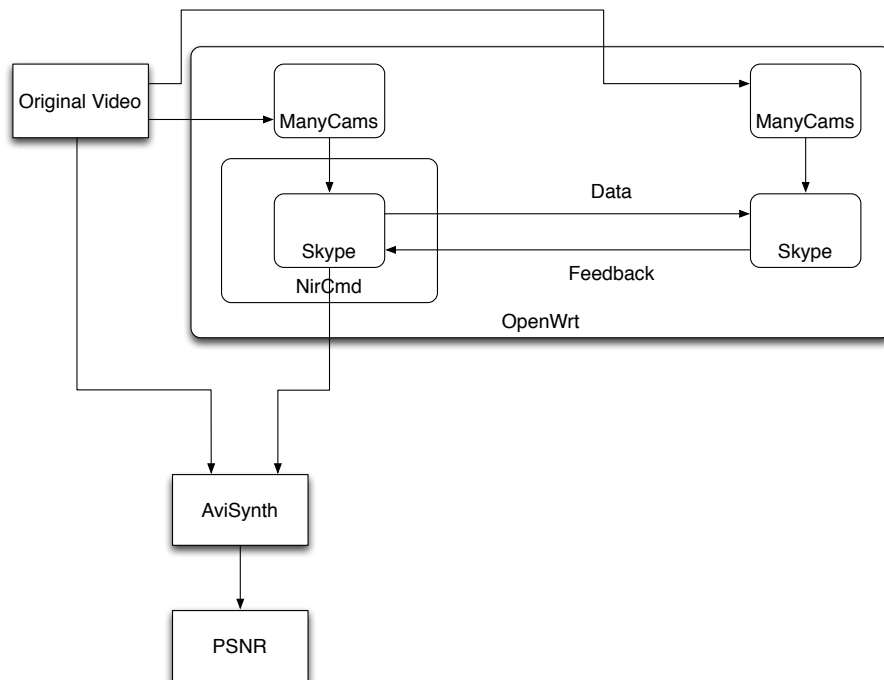 Original Video
ManyCams
ManyCams
Data
Skype
Skype
Feedback
NirCmd
OpenWrt
AviSynth
PSNR